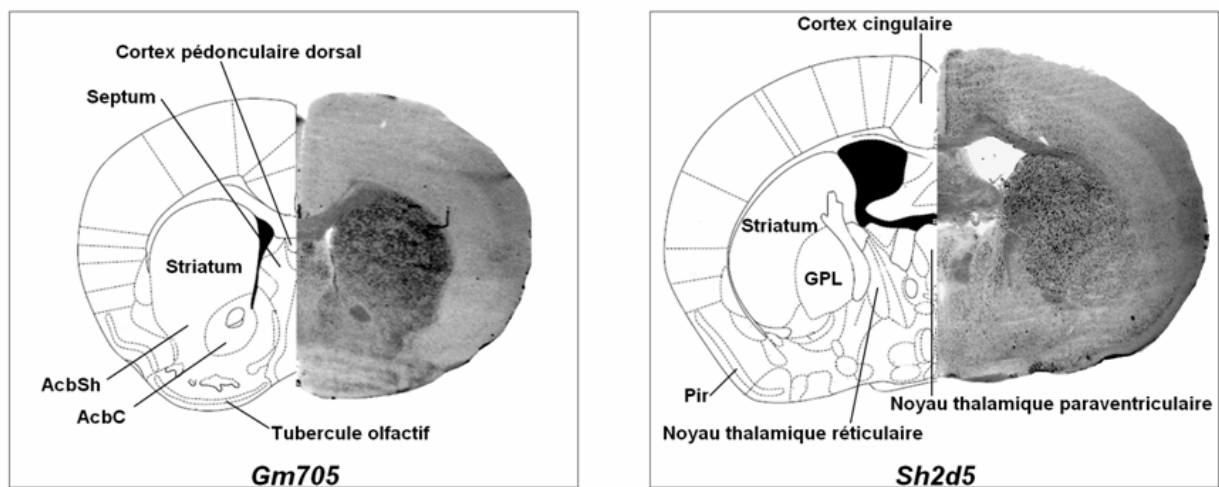 Cortex pédonculaire dorsal
Septum
Striatum
AcbSh
AcbC
Tubercule olfactif
Gm705
Cortex cingulaire
Striatum
GPL
Pir
Noyau thalamique paraventriculaire
Noyau thalamique réticulaire
Sh2d5